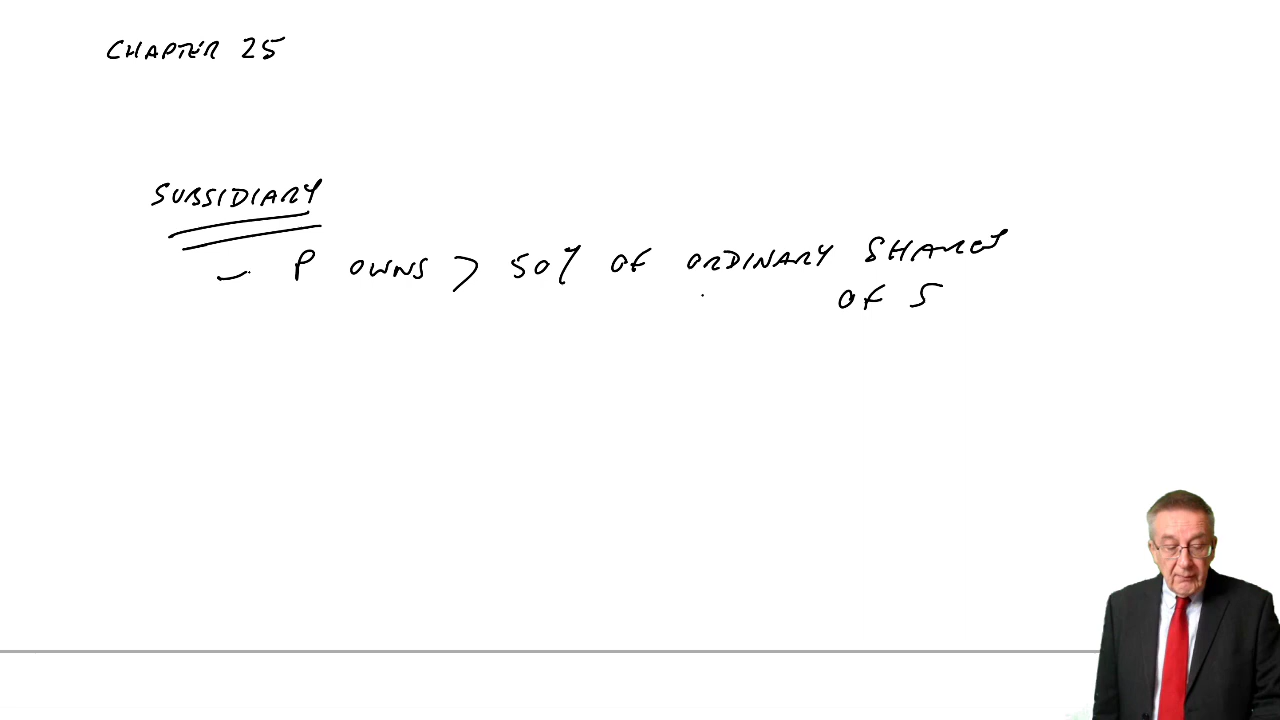 CHAPTER 25
SUBSIDIARY
- P OWNS > 50% OF ORDINARY SHARES
OF S